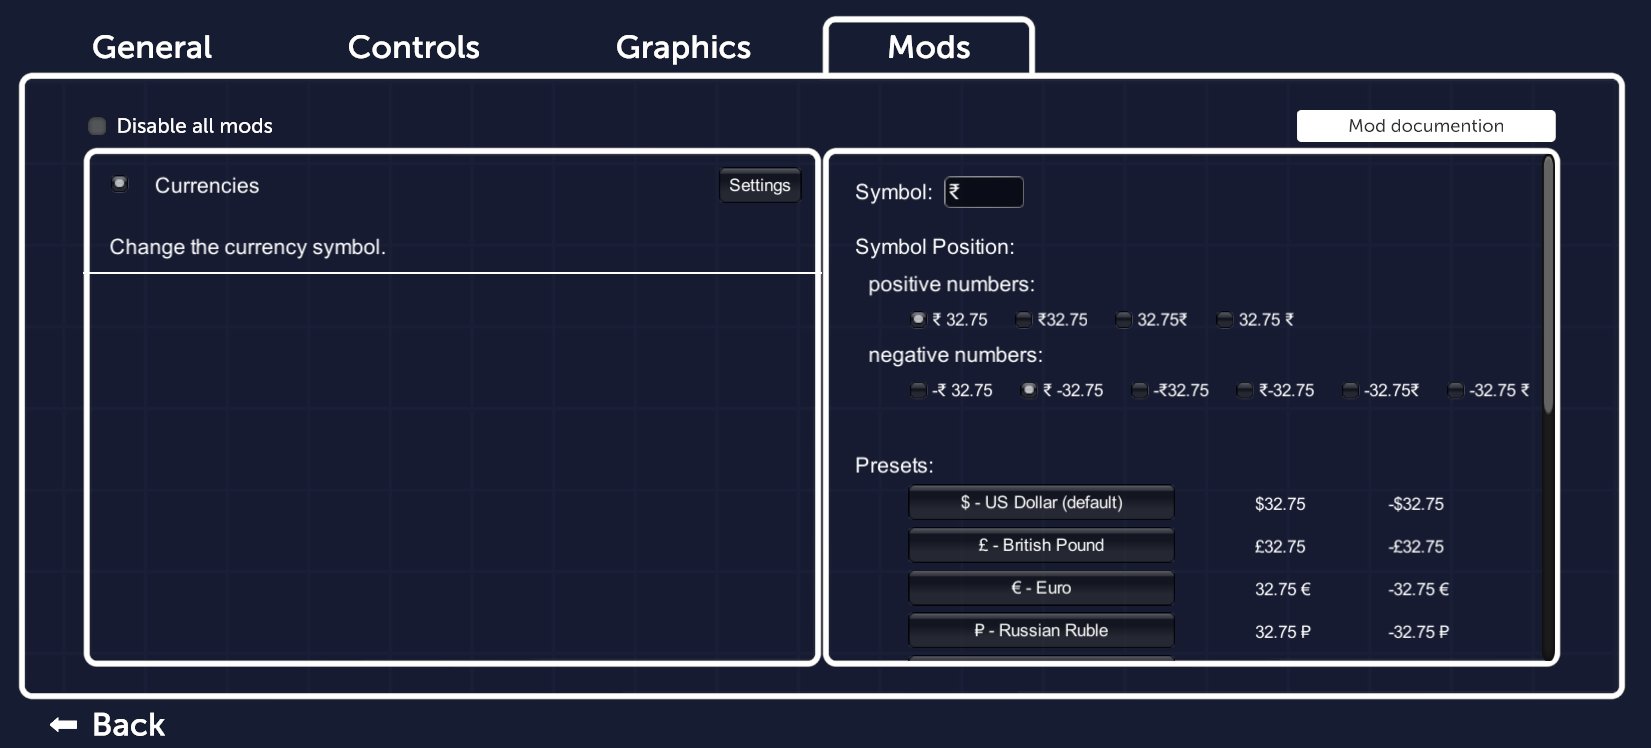 General Controls Graphics Mods
Disable all mods
Mod documention
Currencies
Settings
Change the currency symbol.
Symbol: ₹
Symbol Position:
positive numbers:
₹ 32.75 ₹32.75 32.75₹ 32.75 ₹
negative numbers:
-₹ 32.75 ₹ -32.75 -₹32.75 ₹-32.75 -32.75₹ -32.75 ₹
Presets:
$ - US Dollar (default) $32.75 -$32.75
£ - British Pound £32.75 -£32.75
€ - Euro 32.75 € -32.75 €
₽ - Russian Ruble 32.75 ₽ -32.75 ₽
Back